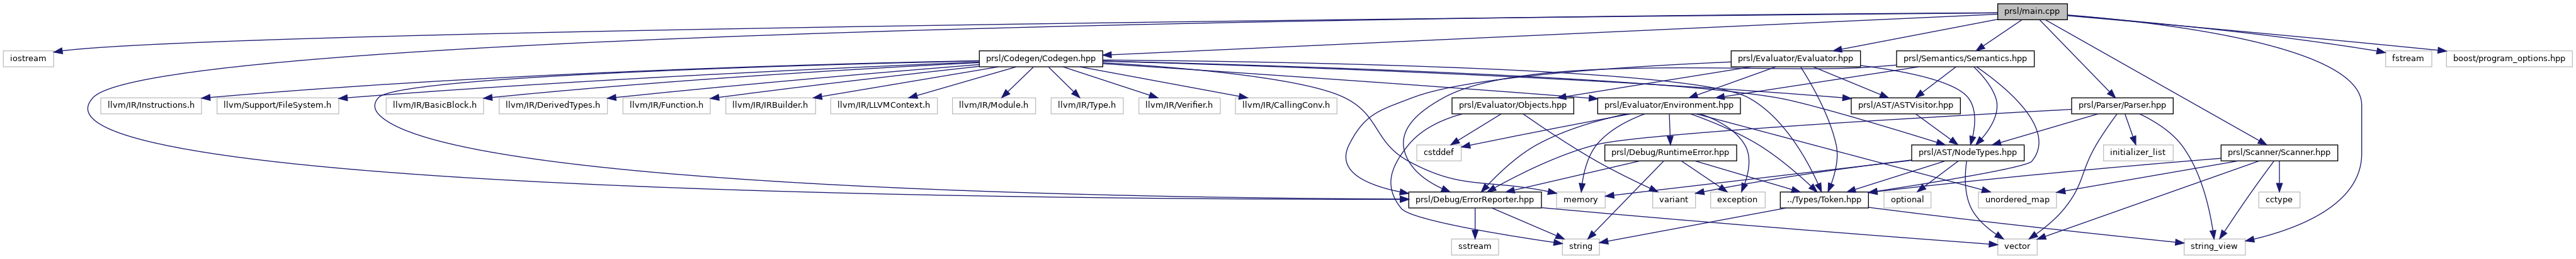 prsl/main.cpp
iostream
prsl/Codegen/Codegen.hpp
prsl/Evaluator/Evaluator.hpp
prsl/Semantics/Semantics.hpp
fstream
boost/program_options.hpp
llvm/IR/Instructions.h
llvm/Support/FileSystem.h
llvm/IR/BasicBlock.h
llvm/IR/DerivedTypes.h
llvm/IR/Function.h
llvm/IR/IRBuilder.h
llvm/IR/LLVMContext.h
llvm/IR/Module.h
llvm/IR/Type.h
llvm/IR/Verifier.h
llvm/IR/CallingConv.h
prsl/Evaluator/Objects.hpp
prsl/Evaluator/Environment.hpp
prsl/AST/ASTVisitor.hpp
prsl/Parser/Parser.hpp
cstddef
prsl/Debug/RuntimeError.hpp
prsl/AST/NodeTypes.hpp
initializer_list
prsl/Scanner/Scanner.hpp
prsl/Debug/ErrorReporter.hpp
memory
variant
exception
../Types/Token.hpp
optional
unordered_map
cctype
sstream
string
vector
string_view